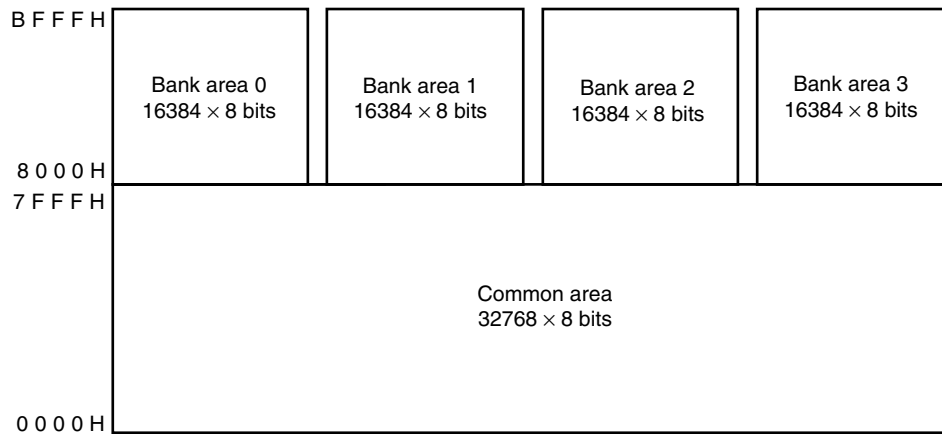 B F F F H
Bank area 0
16384 × 8 bits
Bank area 1
16384 × 8 bits
Bank area 2
16384 × 8 bits
Bank area 3
16384 × 8 bits
8 0 0 0 H
7 F F F H
Common area
32768 × 8 bits
0 0 0 0 H